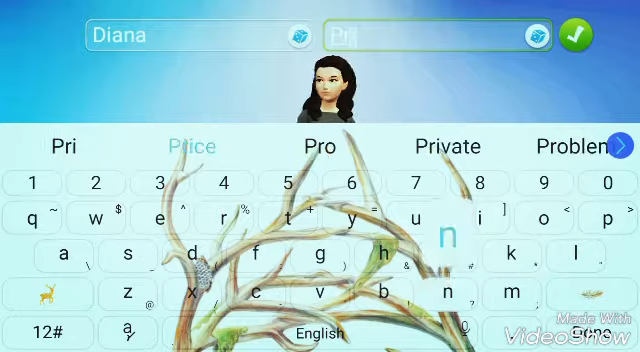 Diana Pri
Pri Price Pro Private Problem
1 2 3 4 5 6 7 8 9 0
q ~ w $ e ^ r % t + y = u i ] o < p >
n
a \ s _ d f g ) h & # k * l "
z @ x / c v b ' n ? m
12# a , English Done
Made With
VideoShow